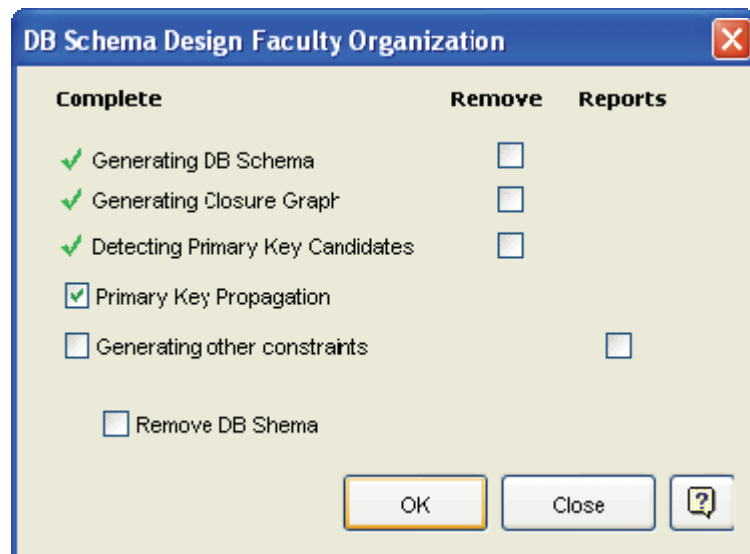 DB Schema Design Faculty Organization
Complete Remove Reports
Generating DB Schema
Generating Closure Graph
Detecting Primary Key Candidates
Primary Key Propagation
Generating other constraints
Remove DB Shema
OK Close ?